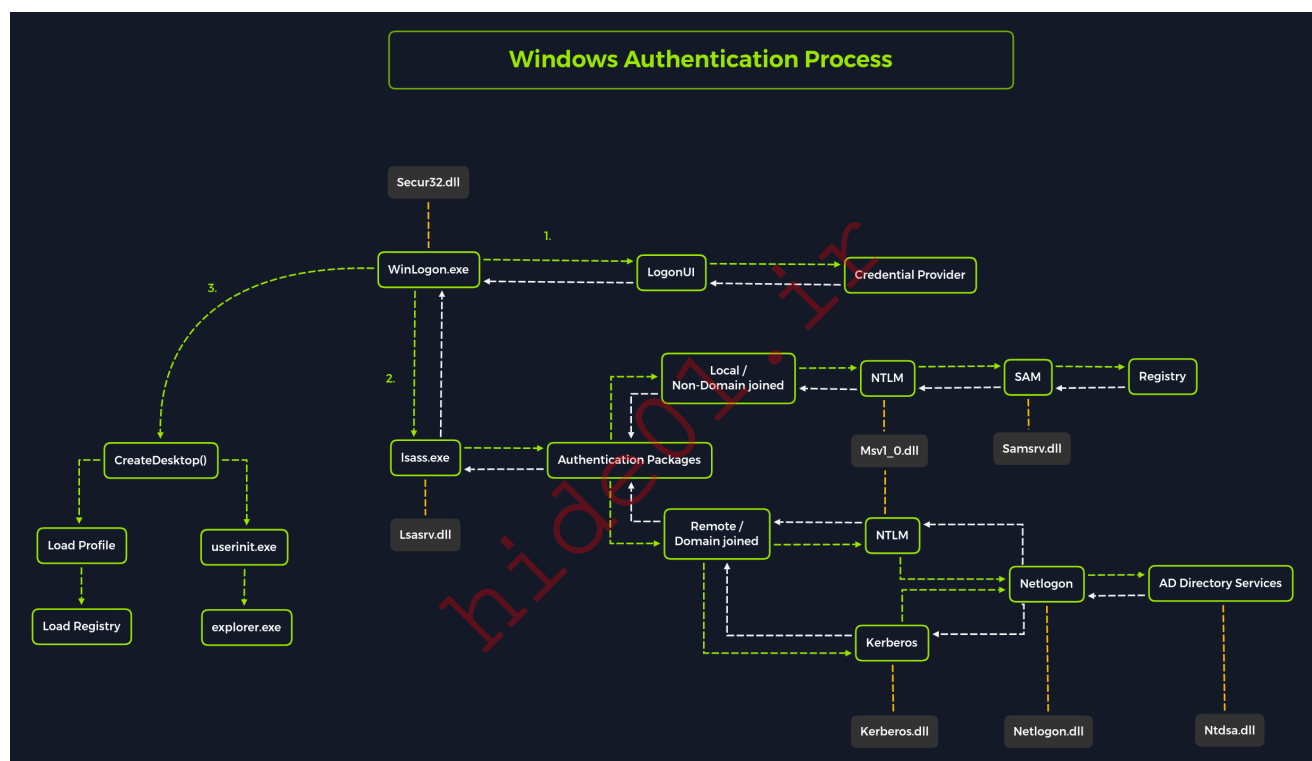 Windows Authentication Process
Secur32.dll
1.
WinLogon.exe
LogonUI
Credential Provider
3.
2.
Local /
Non-Domain joined
NTLM
SAM
Registry
CreateDesktop()
lsass.exe
Authentication Packages
Msv1_0.dll
Samsrv.dll
Load Profile
userinit.exe
Lsasrv.dll
Remote /
Domain joined
NTLM
Netlogon
AD Directory Services
Load Registry
explorer.exe
Kerberos
Kerberos.dll
Netlogon.dll
Ntdsa.dll
hide01.ir